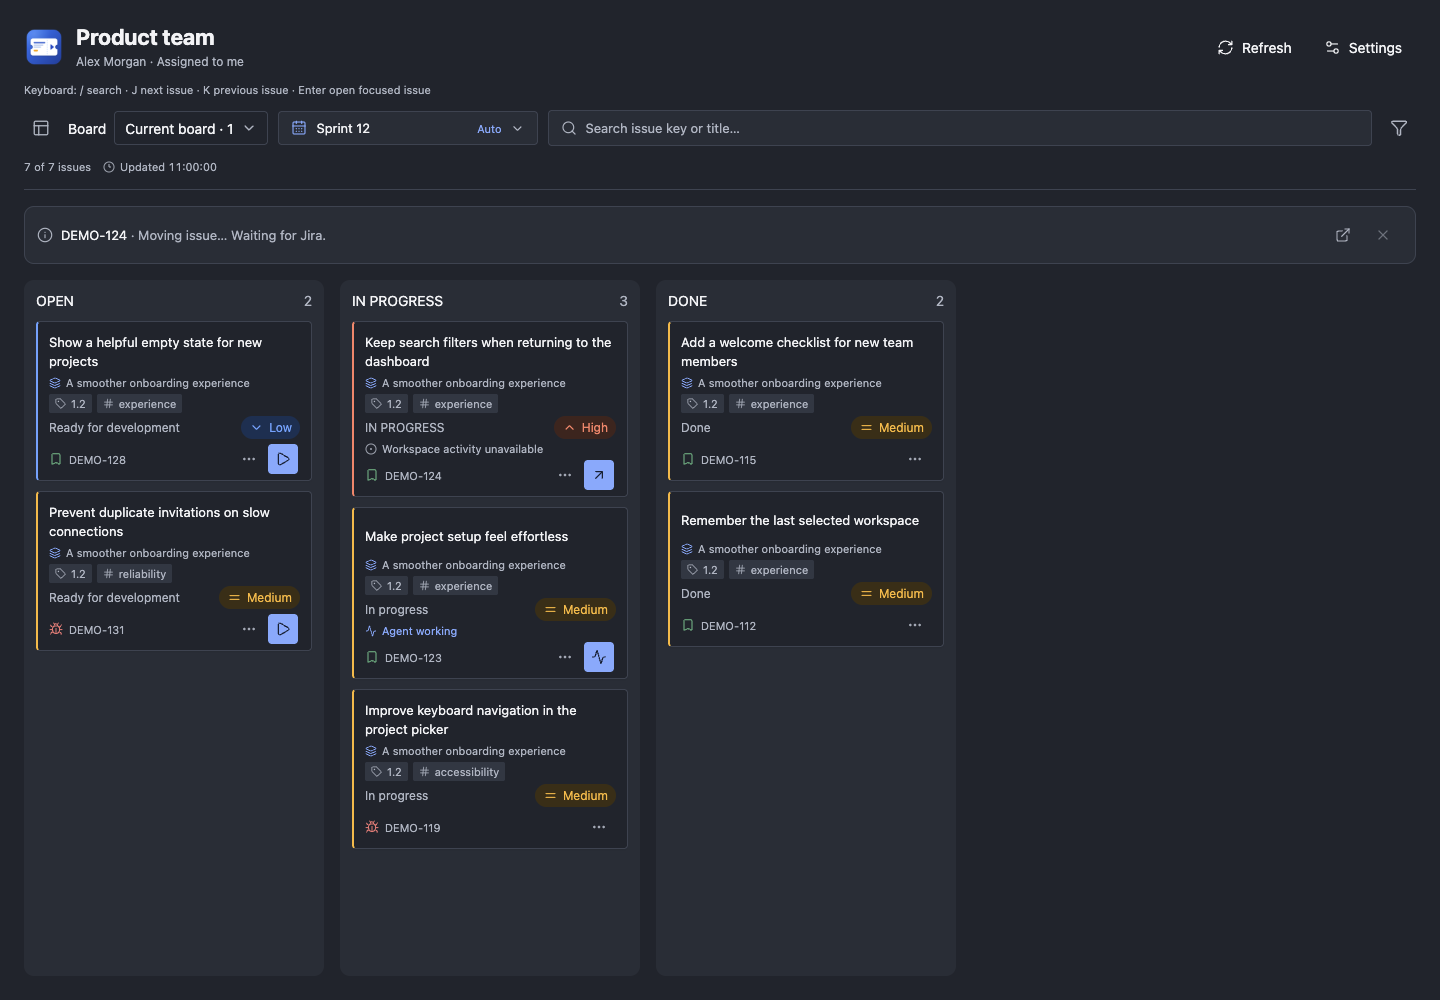 Product team
Alex Morgan · Assigned to me
Refresh
Settings
Keyboard: / search · J next issue · K previous issue · Enter open focused issue
Board
Current board · 1
Sprint 12
Auto
Search issue key or title...
7 of 7 issues
Updated 11:00:00
DEMO-124 · Moving issue... Waiting for Jira.
OPEN
2
Show a helpful empty state for new
projects
A smoother onboarding experience
1.2
# experience
Ready for development
Low
DEMO-128
Prevent duplicate invitations on slow
connections
A smoother onboarding experience
1.2
# reliability
Ready for development
Medium
DEMO-131
IN PROGRESS
3
Keep search filters when returning to the
dashboard
A smoother onboarding experience
1.2
# experience
IN PROGRESS
High
Workspace activity unavailable
DEMO-124
Make project setup feel effortless
A smoother onboarding experience
1.2
# experience
In progress
Medium
Agent working
DEMO-123
Improve keyboard navigation in the
project picker
A smoother onboarding experience
1.2
# accessibility
In progress
Medium
DEMO-119
DONE
2
Add a welcome checklist for new team
members
A smoother onboarding experience
1.2
# experience
Done
Medium
DEMO-115
Remember the last selected workspace
A smoother onboarding experience
1.2
# experience
Done
Medium
DEMO-112